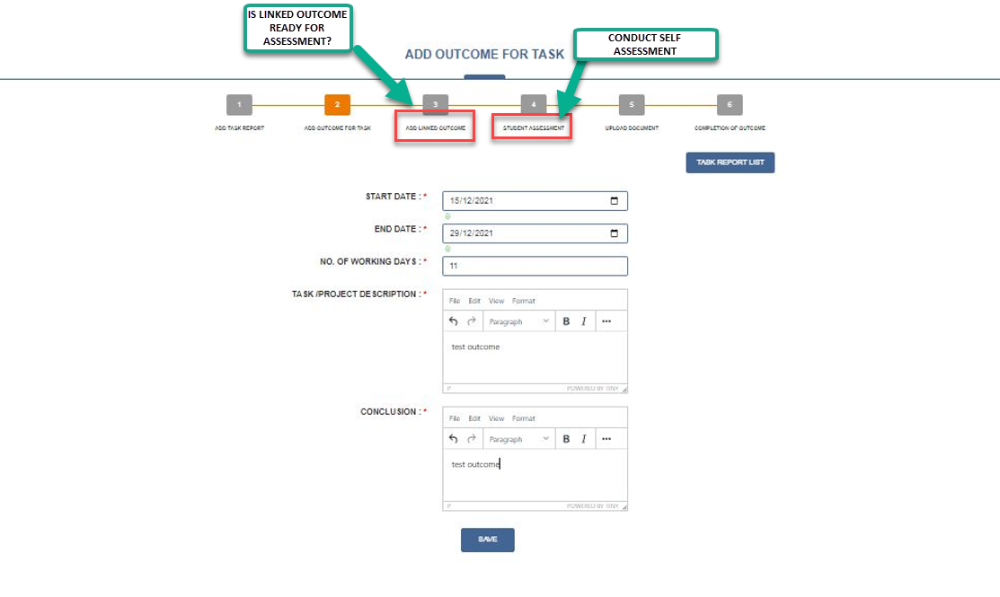 IS LINKED OUTCOME
READY FOR
ASSESSMENT?
CONDUCT SELF
ASSESSMENT
ADD OUTCOME FOR TASK
1
2
3
4
5
6
ADD TASK REPORT
ADD OUTCOME FOR TASK
ADD LINKED OUTCOME
STUDENT ASSESSMENT
UPLOAD DOCUMENT
COMPLETION OF OUTCOME
TASK REPORT LIST
START DATE : *
15/12/2021
END DATE : *
29/12/2021
NO. OF WORKING DAYS : *
11
TASK /PROJECT DESCRIPTION : *
File Edit View Format
Paragraph B I ...
test outcome
P POWERED BY TINY
CONCLUSION : *
File Edit View Format
Paragraph B I ...
test outcome
P POWERED BY TINY
SAVE